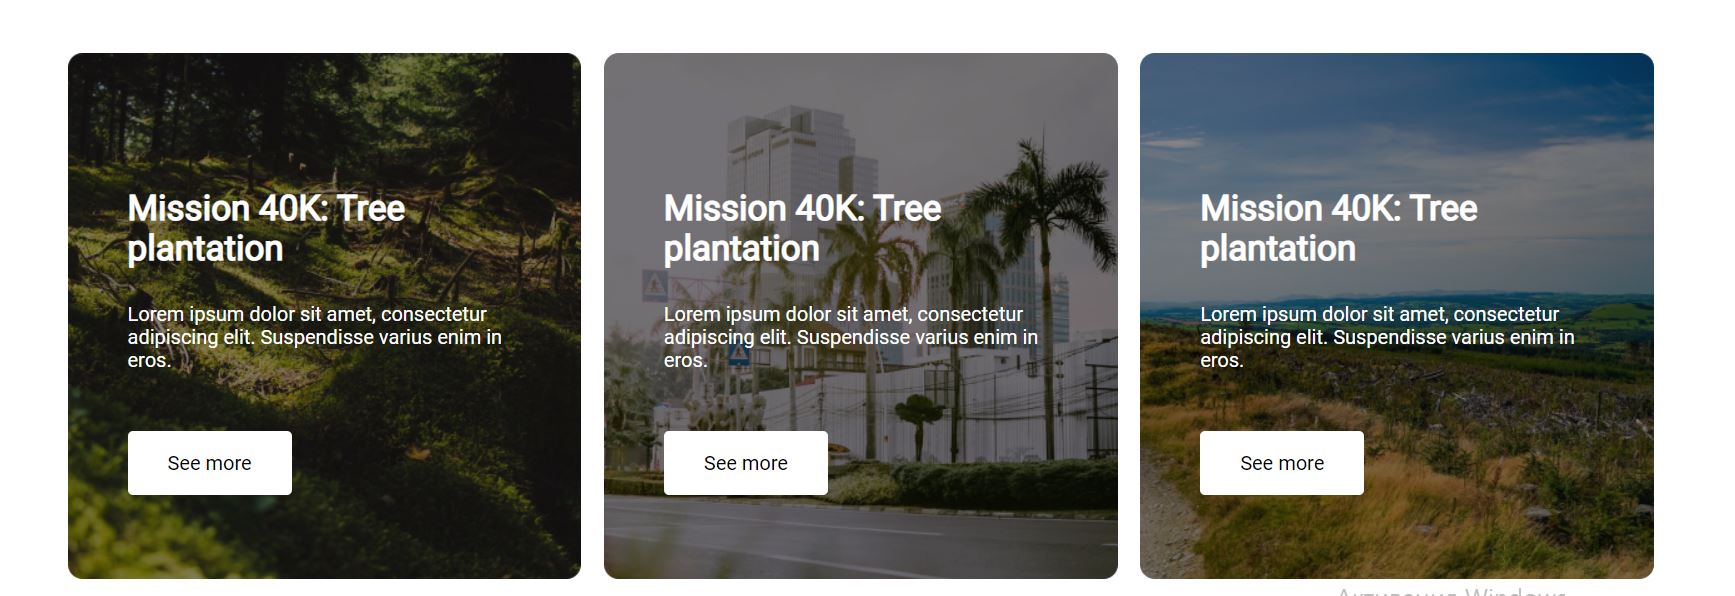 Mission 40K: Tree
plantation
Lorem ipsum dolor sit amet, consectetur
adipiscing elit. Suspendisse varius enim in
eros.
See more
Mission 40K: Tree
plantation
Lorem ipsum dolor sit amet, consectetur
adipiscing elit. Suspendisse varius enim in
eros.
See more
Mission 40K: Tree
plantation
Lorem ipsum dolor sit amet, consectetur
adipiscing elit. Suspendisse varius enim in
eros.
See more
Активация Windows